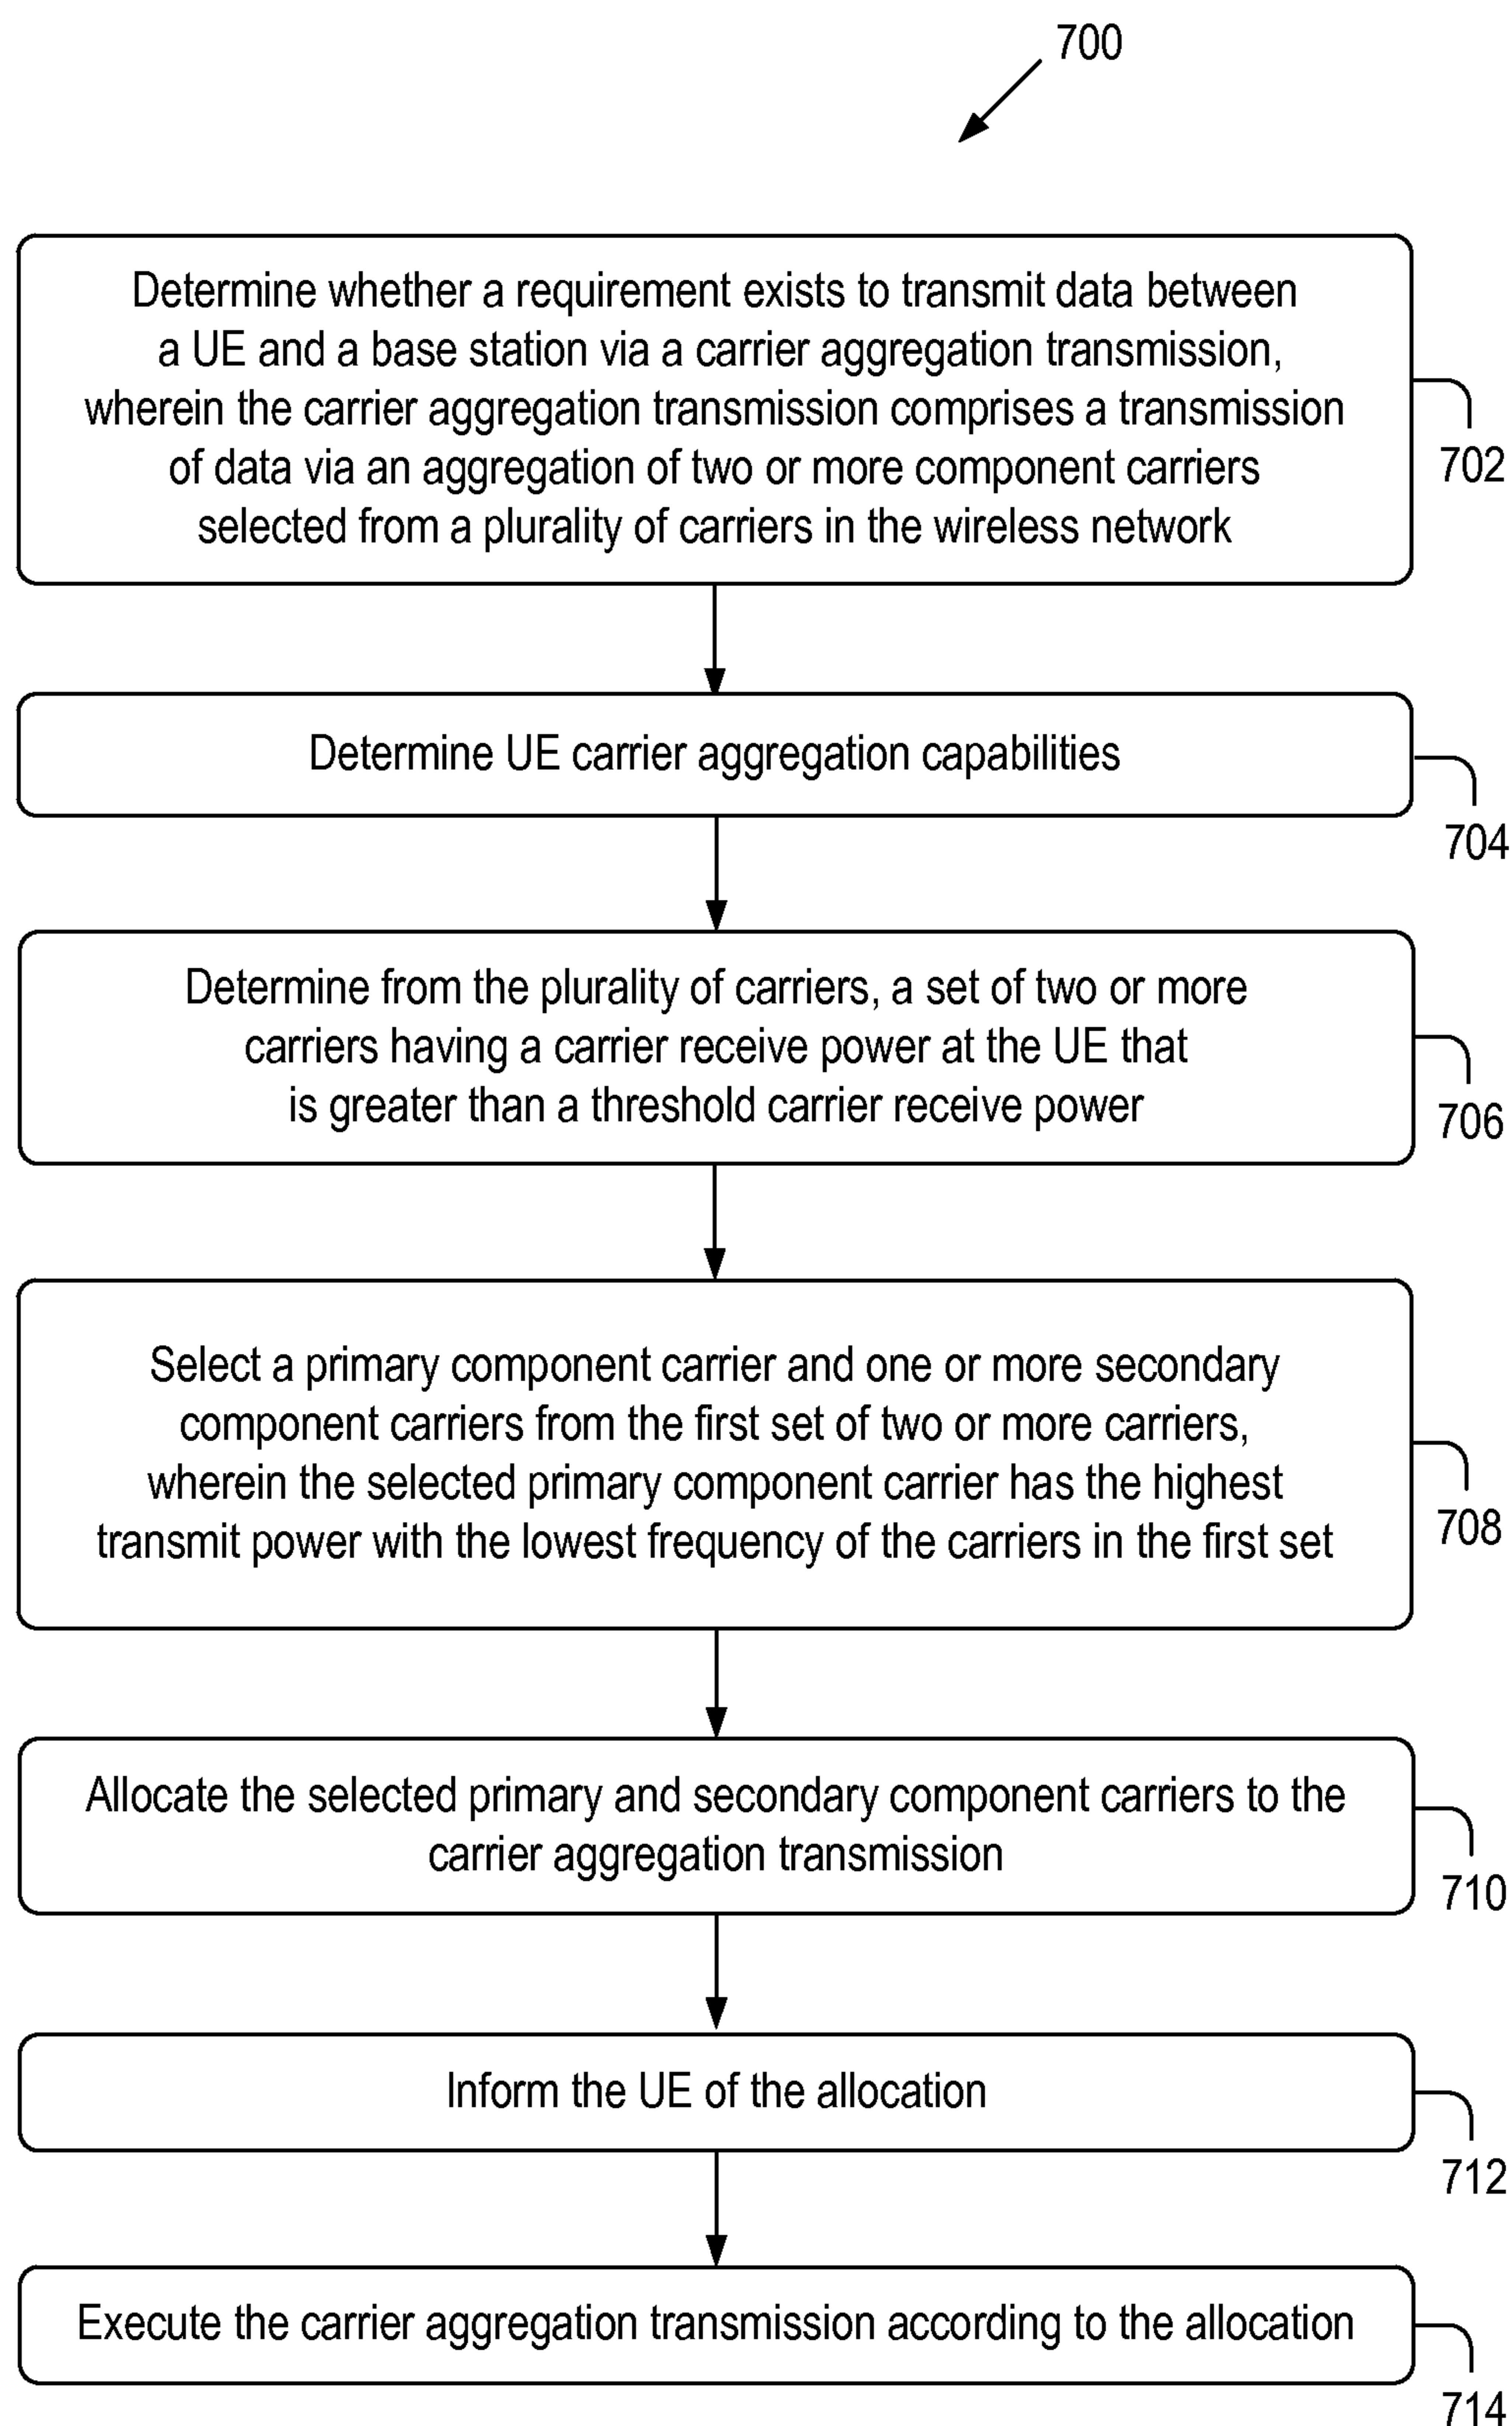 700
Determine whether a requirement exists to transmit data between
a UE and a base station via a carrier aggregation transmission,
wherein the carrier aggregation transmission comprises a transmission
of data via an aggregation of two or more component carriers
selected from a plurality of carriers in the wireless network
702
Determine UE carrier aggregation capabilities
704
Determine from the plurality of carriers, a set of two or more
carriers having a carrier receive power at the UE that
is greater than a threshold carrier receive power
706
Select a primary component carrier and one or more secondary
component carriers from the first set of two or more carriers,
wherein the selected primary component carrier has the highest
transmit power with the lowest frequency of the carriers in the first set
708
Allocate the selected primary and secondary component carriers to the
carrier aggregation transmission
710
Inform the UE of the allocation
712
Execute the carrier aggregation transmission according to the allocation
714